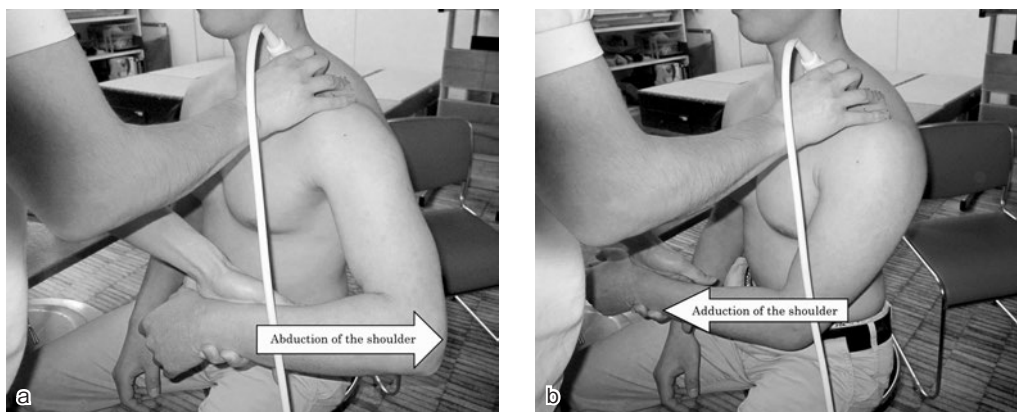 Abduction of the shoulder
a
Adduction of the shoulder
b